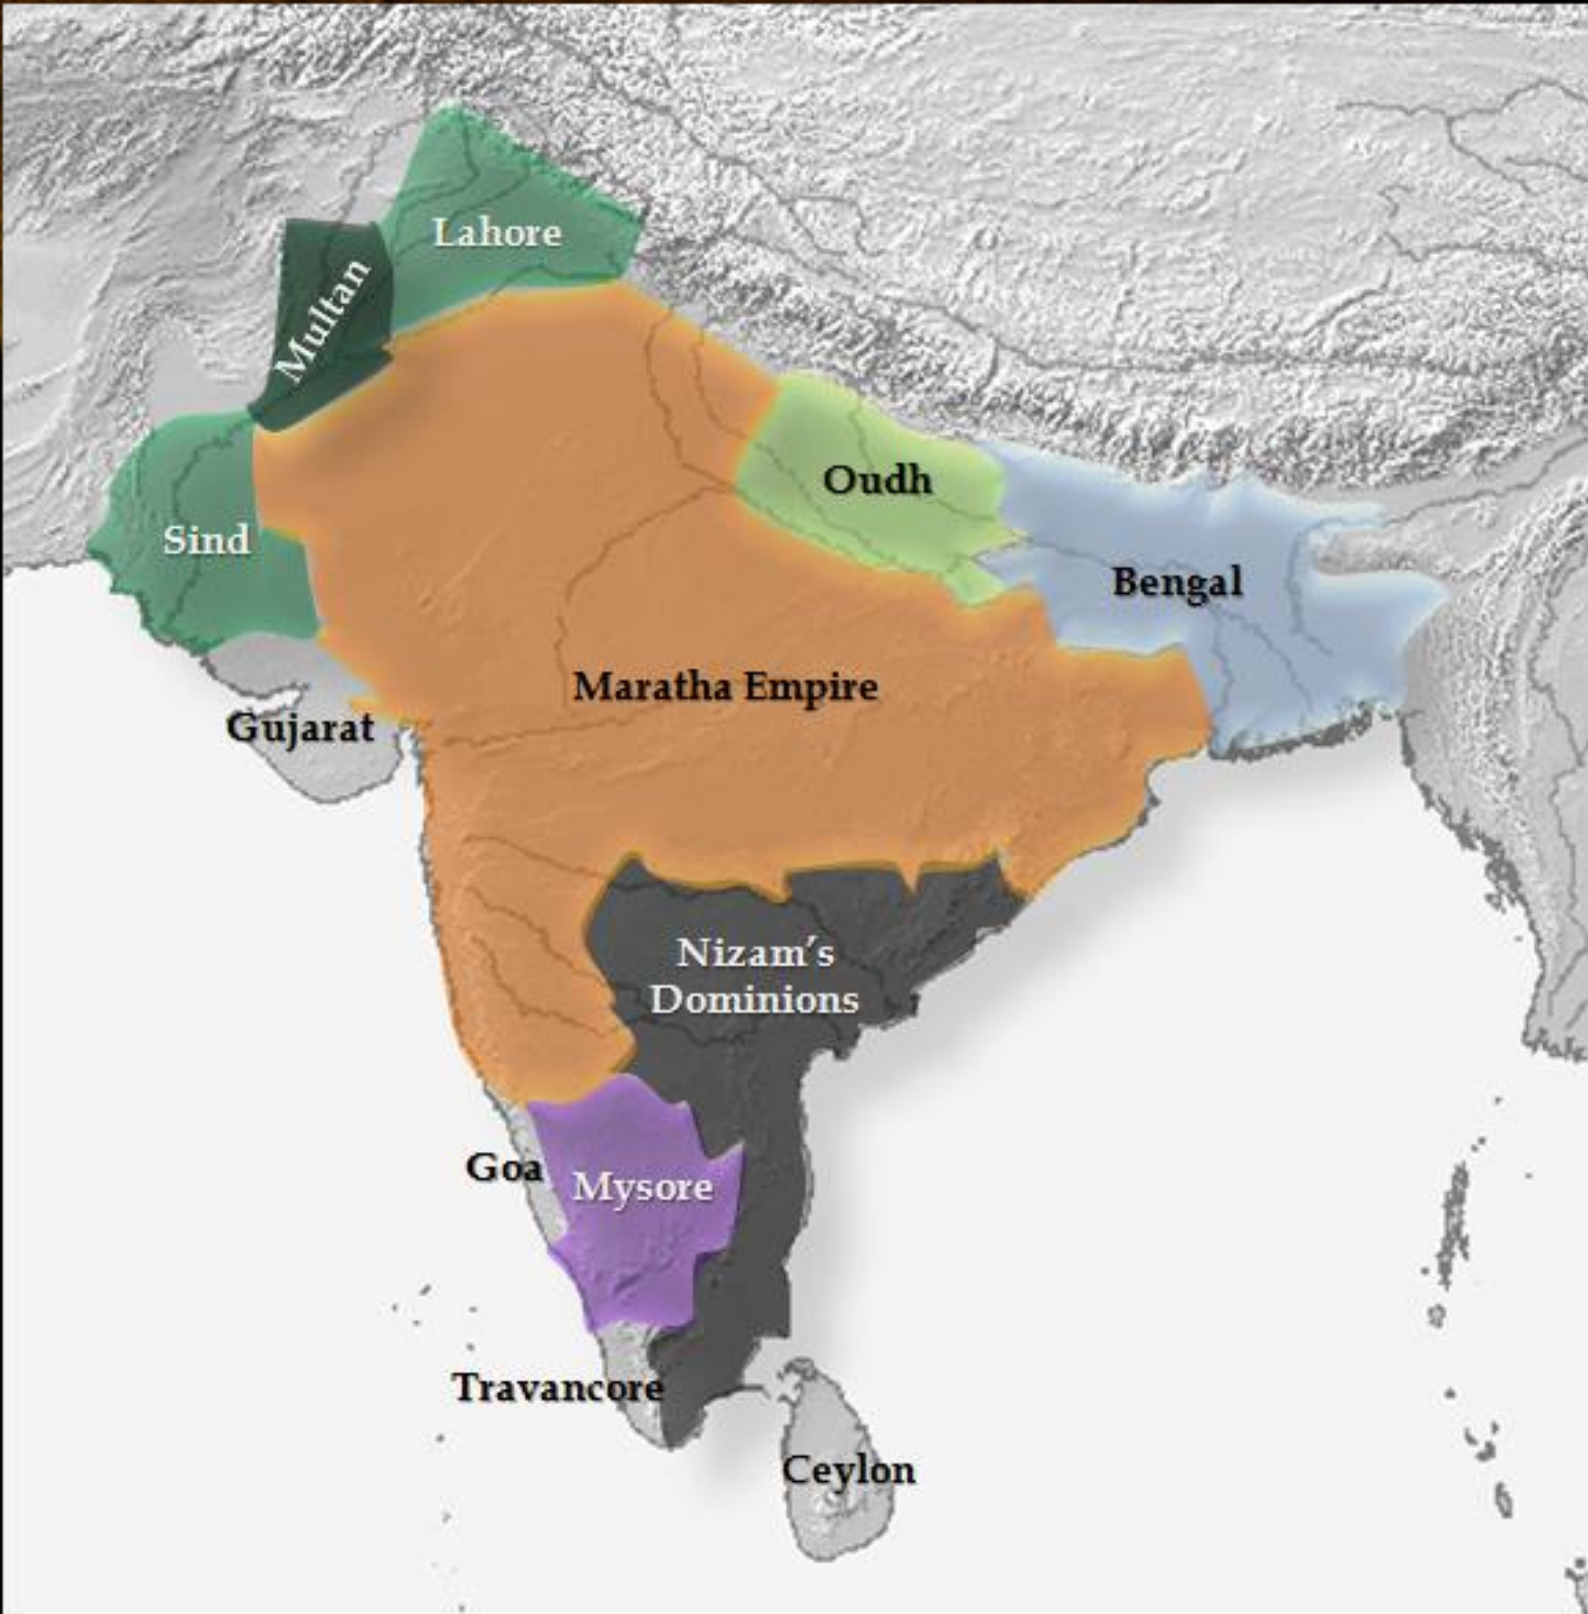 Lahore
Multan
Oudh
Sind
Bengal
Maratha Empire
Gujarat
Nizam’s
Dominions
Goa
Mysore
Travancore
Ceylon